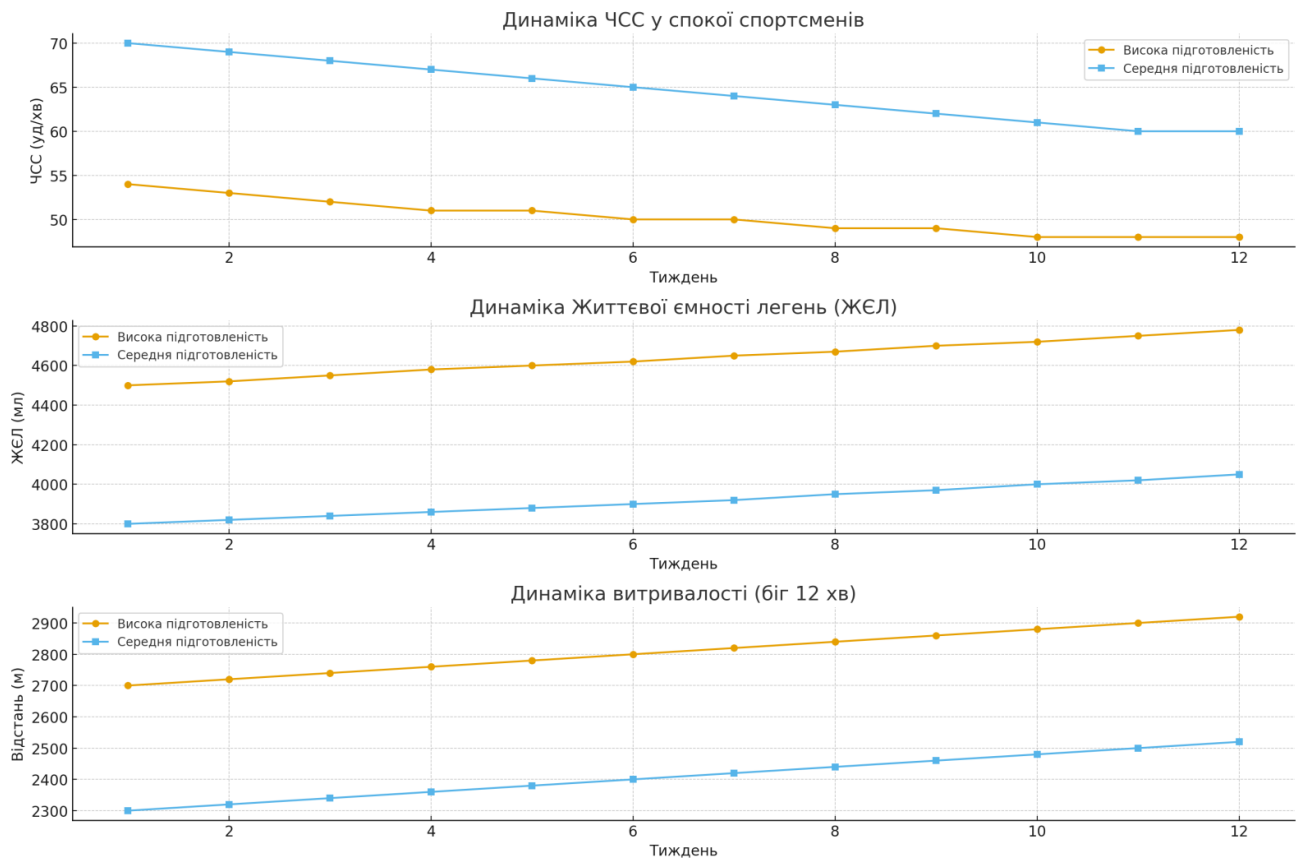 Динаміка ЧСС у спокої спортсменів
70
65
60
55
50
ЧСС (уд/хв)
Висока підготовленість
Середня підготовленість
2 4 6 8 10 12
Тиждень
Динаміка Життєвої ємності легень (ЖЄЛ)
4800
4600
4400
4200
4000
3800
ЖЄЛ (мл)
Висока підготовленість
Середня підготовленість
2 4 6 8 10 12
Тиждень
Динаміка витривалості (біг 12 хв)
2900
2800
2700
2600
2500
2400
2300
Відстань (м)
Висока підготовленість
Середня підготовленість
2 4 6 8 10 12
Тиждень